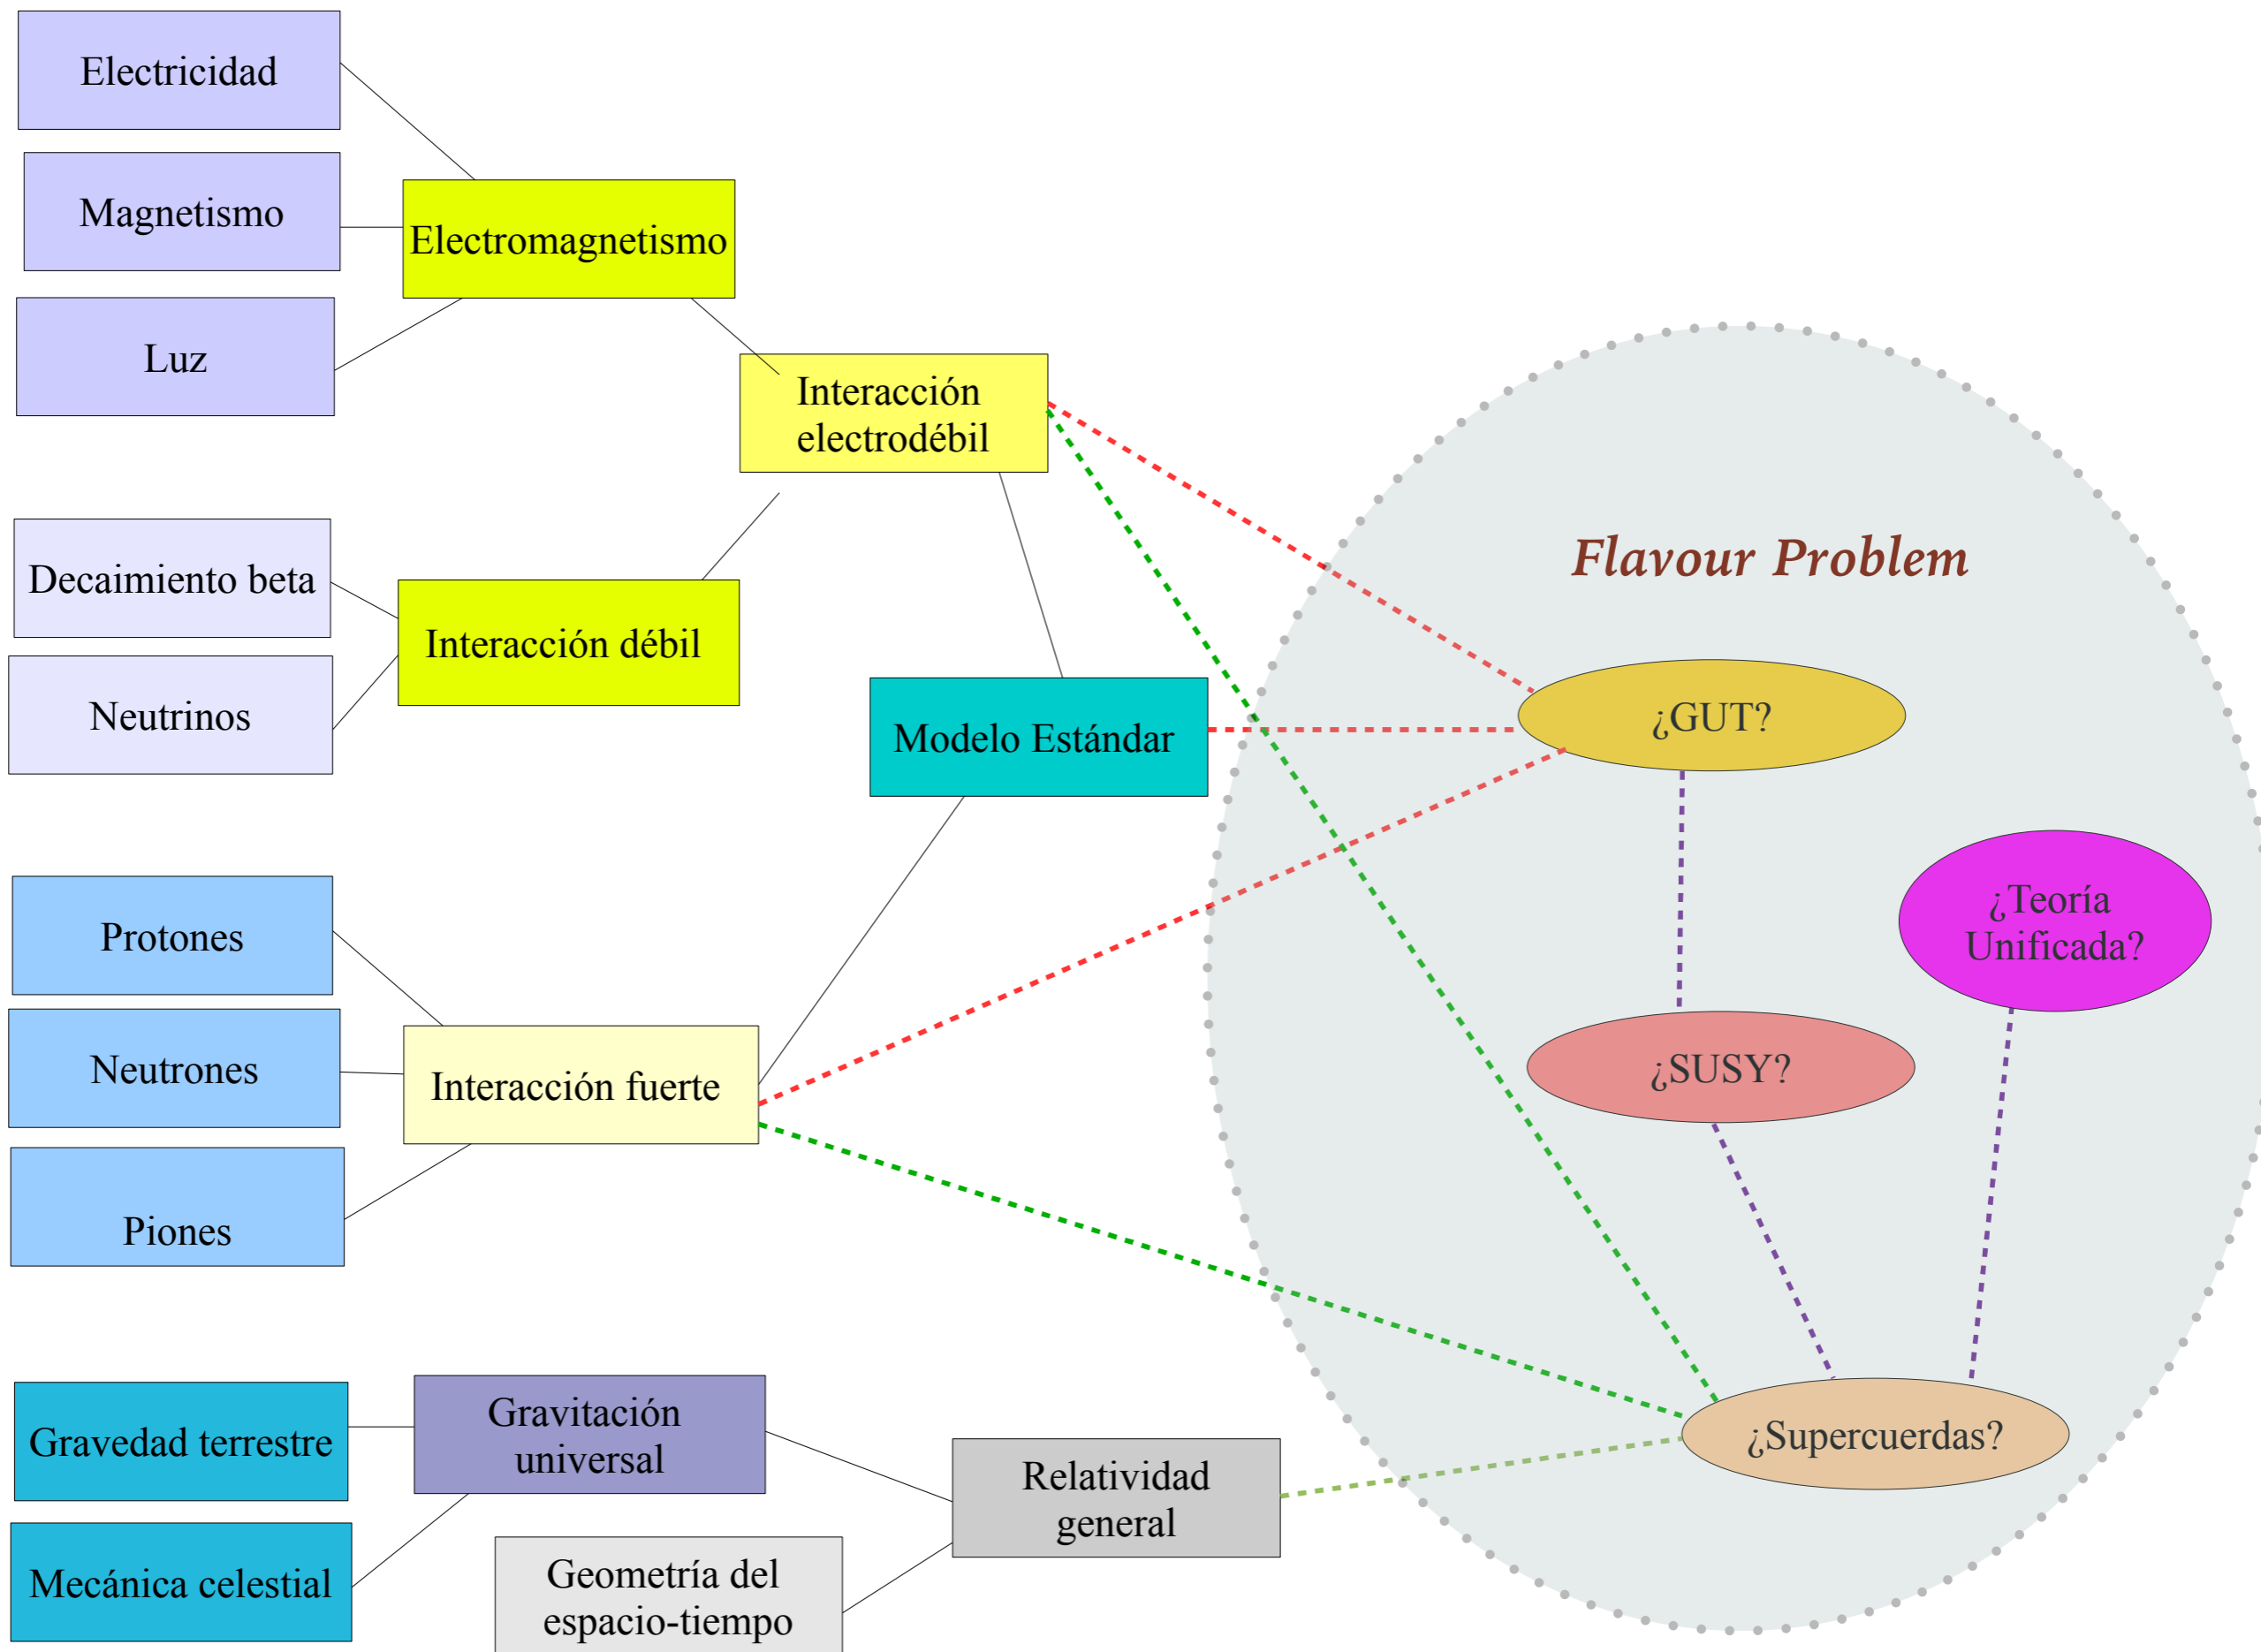 Electricidad
Magnetismo
Luz
Electromagnetismo
Interacción
electrodébil
Decaimiento beta
Neutrinos
Interacción débil
Modelo Estándar
Protones
Neutrones
Piones
Interacción fuerte
Gravedad terrestre
Mecánica celestial
Gravitación
universal
Geometría del
espacio-tiempo
Relatividad
general
Flavour Problem
¿GUT?
¿Teoría
Unificada?
¿SUSY?
¿Supercuerdas?